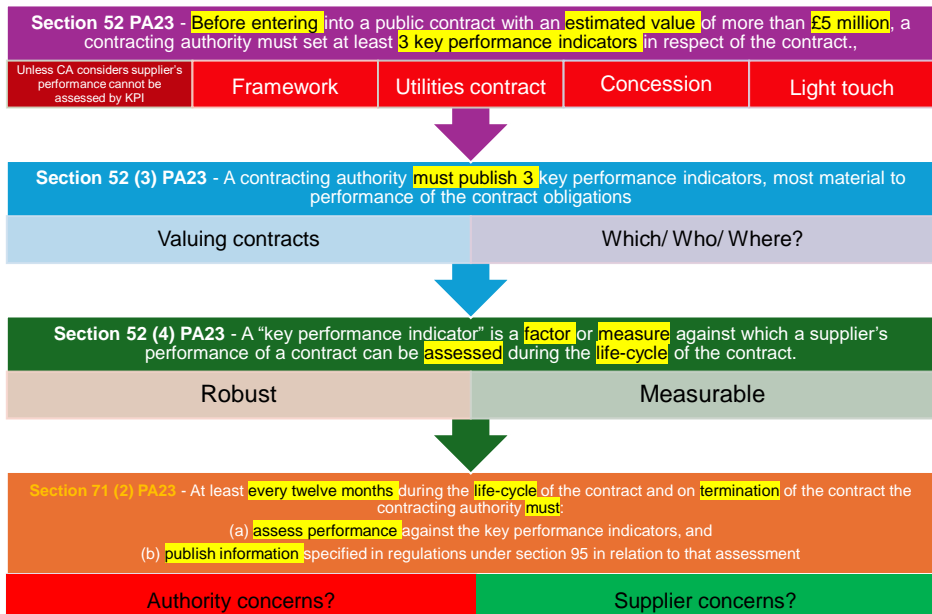 Section 52 PA23 - Before entering into a public contract with an estimated value of more than £5 million, a
contracting authority must set at least 3 key performance indicators in respect of the contract.,
Unless CA considers supplier's
performance cannot be
assessed by KPI
Framework
Utilities contract
Concession
Light touch
Section 52 (3) PA23 - A contracting authority must publish 3 key performance indicators, most material to
performance of the contract obligations
Valuing contracts
Which/ Who/ Where?
Section 52 (4) PA23 - A “key performance indicator” is a factor or measure against which a supplier's
performance of a contract can be assessed during the life-cycle of the contract.
Robust
Measurable
Section 71 (2) PA23 - At least every twelve months during the life-cycle of the contract and on termination of the contract the
contracting authority must:
(a) assess performance against the key performance indicators, and
(b) publish information specified in regulations under section 95 in relation to that assessment
Authority concerns?
Supplier concerns?